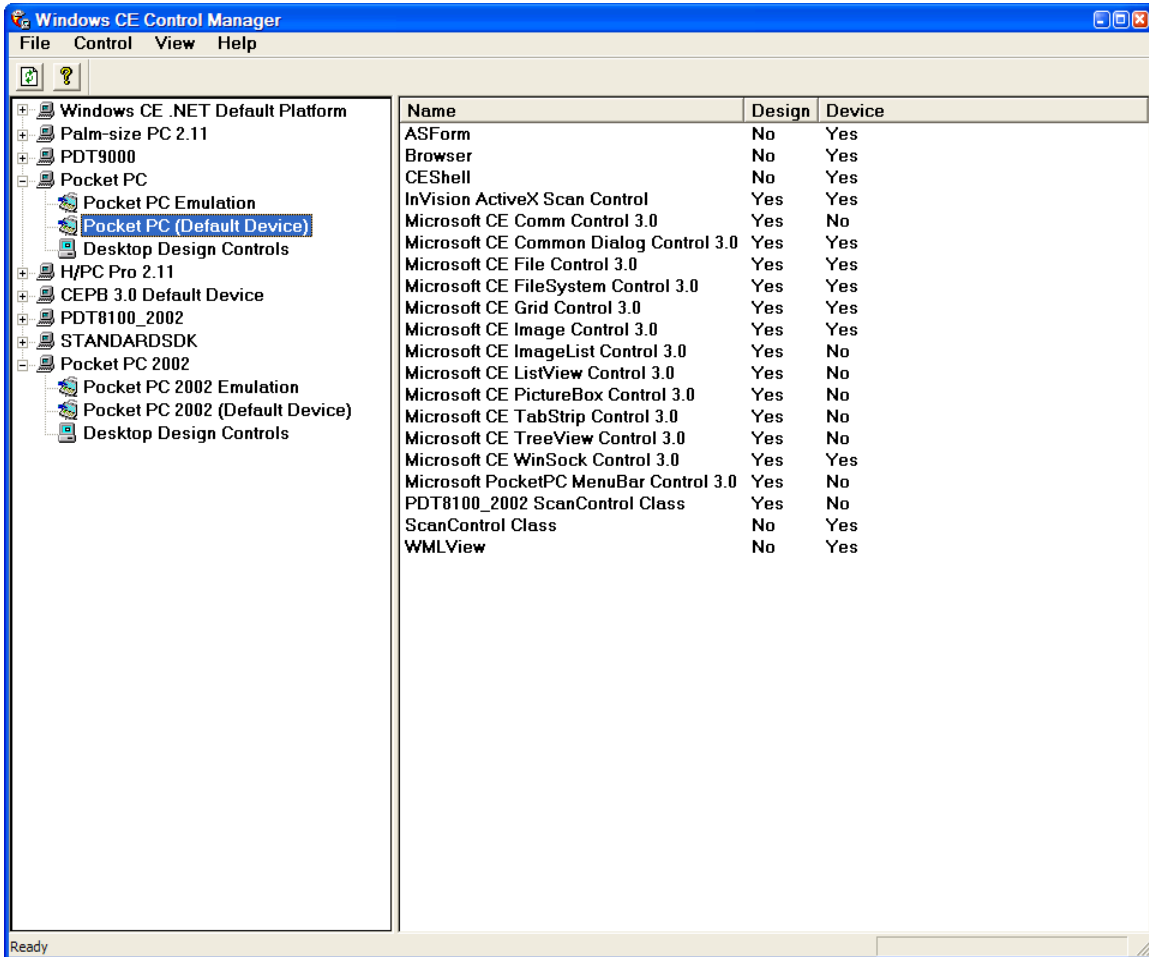 Windows CE Control Manager
File Control View Help
Windows CE .NET Default Platform
Palm-size PC 2.11
PDT9000
Pocket PC
Pocket PC Emulation
Pocket PC (Default Device)
Desktop Design Controls
H/PC Pro 2.11
CEPB 3.0 Default Device
PDT8100_2002
STANDARDSDK
Pocket PC 2002
Pocket PC 2002 Emulation
Pocket PC 2002 (Default Device)
Desktop Design Controls
Name Design Device
ASForm No Yes
Browser No Yes
CEShell No Yes
InVision ActiveX Scan Control Yes Yes
Microsoft CE Comm Control 3.0 Yes No
Microsoft CE Common Dialog Control 3.0 Yes Yes
Microsoft CE File Control 3.0 Yes Yes
Microsoft CE FileSystem Control 3.0 Yes Yes
Microsoft CE Grid Control 3.0 Yes Yes
Microsoft CE Image Control 3.0 Yes Yes
Microsoft CE ImageList Control 3.0 Yes No
Microsoft CE ListView Control 3.0 Yes No
Microsoft CE PictureBox Control 3.0 Yes No
Microsoft CE TabStrip Control 3.0 Yes No
Microsoft CE TreeView Control 3.0 Yes No
Microsoft CE WinSock Control 3.0 Yes Yes
Microsoft PocketPC MenuBar Control 3.0 Yes No
PDT8100_2002 ScanControl Class Yes No
ScanControl Class No Yes
WMLView No Yes
Ready